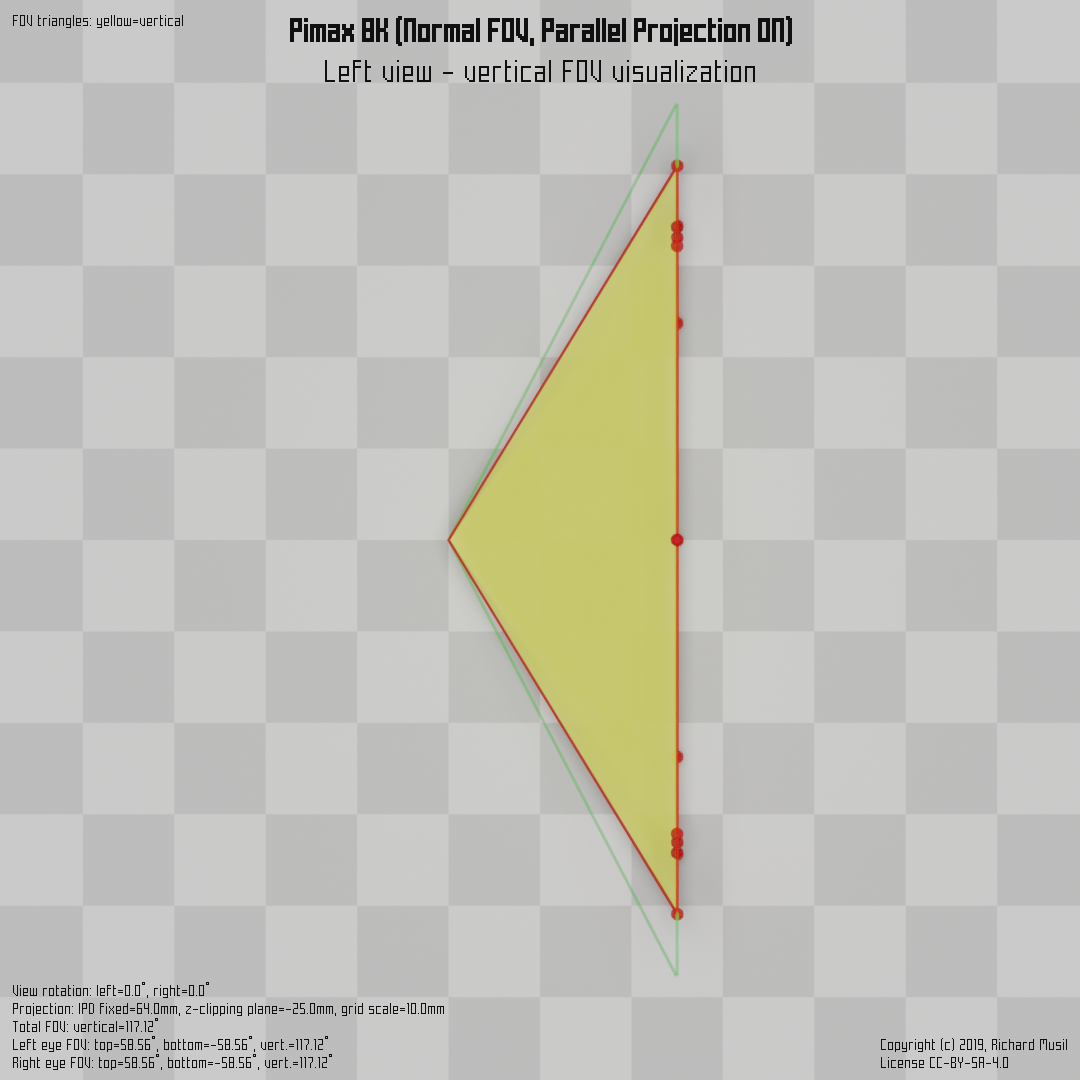 FOV triangles: yellow=vertical
Pimax 8K (Normal FOV, Parallel Projection ON)
Left view - vertical FOV visualization
View rotation: left=0.0°, right=0.0°
Projection: IPD fixed=64.0mm, z-clipping plane=-25.0mm, grid scale=10.0mm
Total FOV: vertical=117.12°
Left eye FOV: top=58.56°, bottom=-58.56°, vert.=117.12°
Right eye FOV: top=58.56°, bottom=-58.56°, vert.=117.12°
Copyright (c) 2019, Richard Musil
License CC-BY-SA-4.0